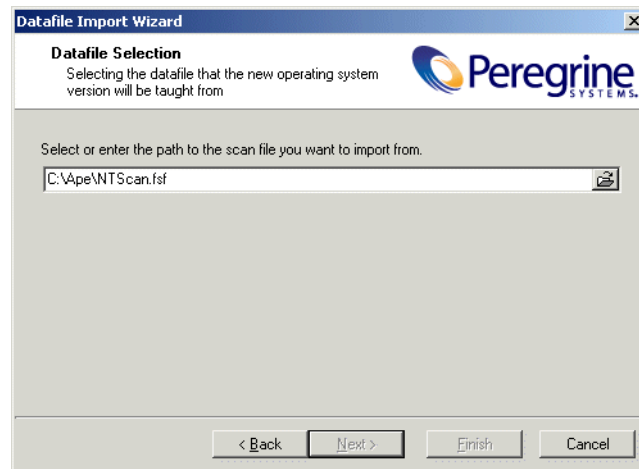 Datafile Import Wizard
Datafile Selection
Selecting the datafile that the new operating system
version will be taught from
Peregrine
SYSTEMS.
Select or enter the path to the scan file you want to import from.
C:\Ape\NTScan.fsf
< Back
Next >
Finish
Cancel